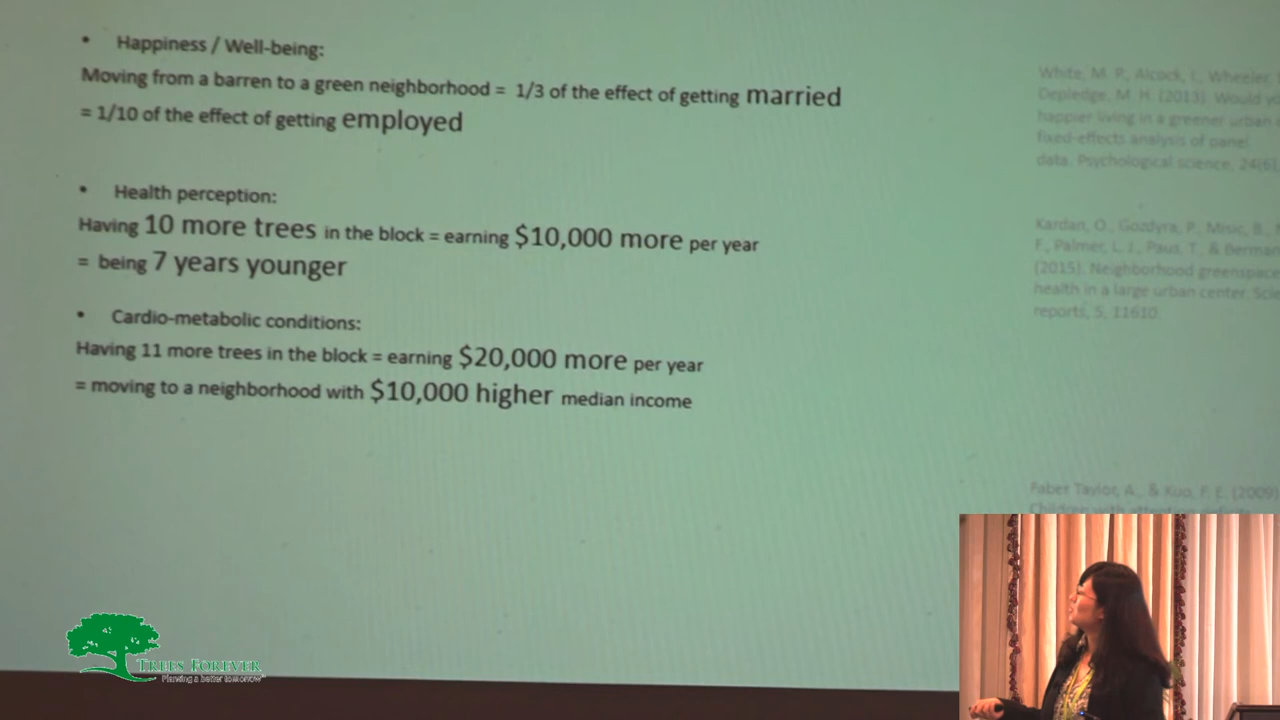 • Happiness / Well-being:
Moving from a barren to a green neighborhood = 1/3 of the effect of getting married
= 1/10 of the effect of getting employed
• Health perception:
Having 10 more trees in the block = earning $10,000 more per year
= being 7 years younger
• Cardio-metabolic conditions:
Having 11 more trees in the block = earning $20,000 more per year
= moving to a neighborhood with $10,000 higher median income
White, M. P., Alcock, I., Wheeler,
Depledge, M. H. (2013). Would
happier living in a greener urban
fixed-effects analysis of panel
data. Psychological science, 24(6)
Kardan, O., Gozdyra, P., Misic, B.,
F., Palmer, L. J., Paus, T., & Berman
(2015). Neighborhood greenspace
health in a large urban center.
reports, 5, 11610.
Faber Taylor, A., & Kuo, F. E. (2009)
Children with
TREES FOREVER
Planting a better tomorrow